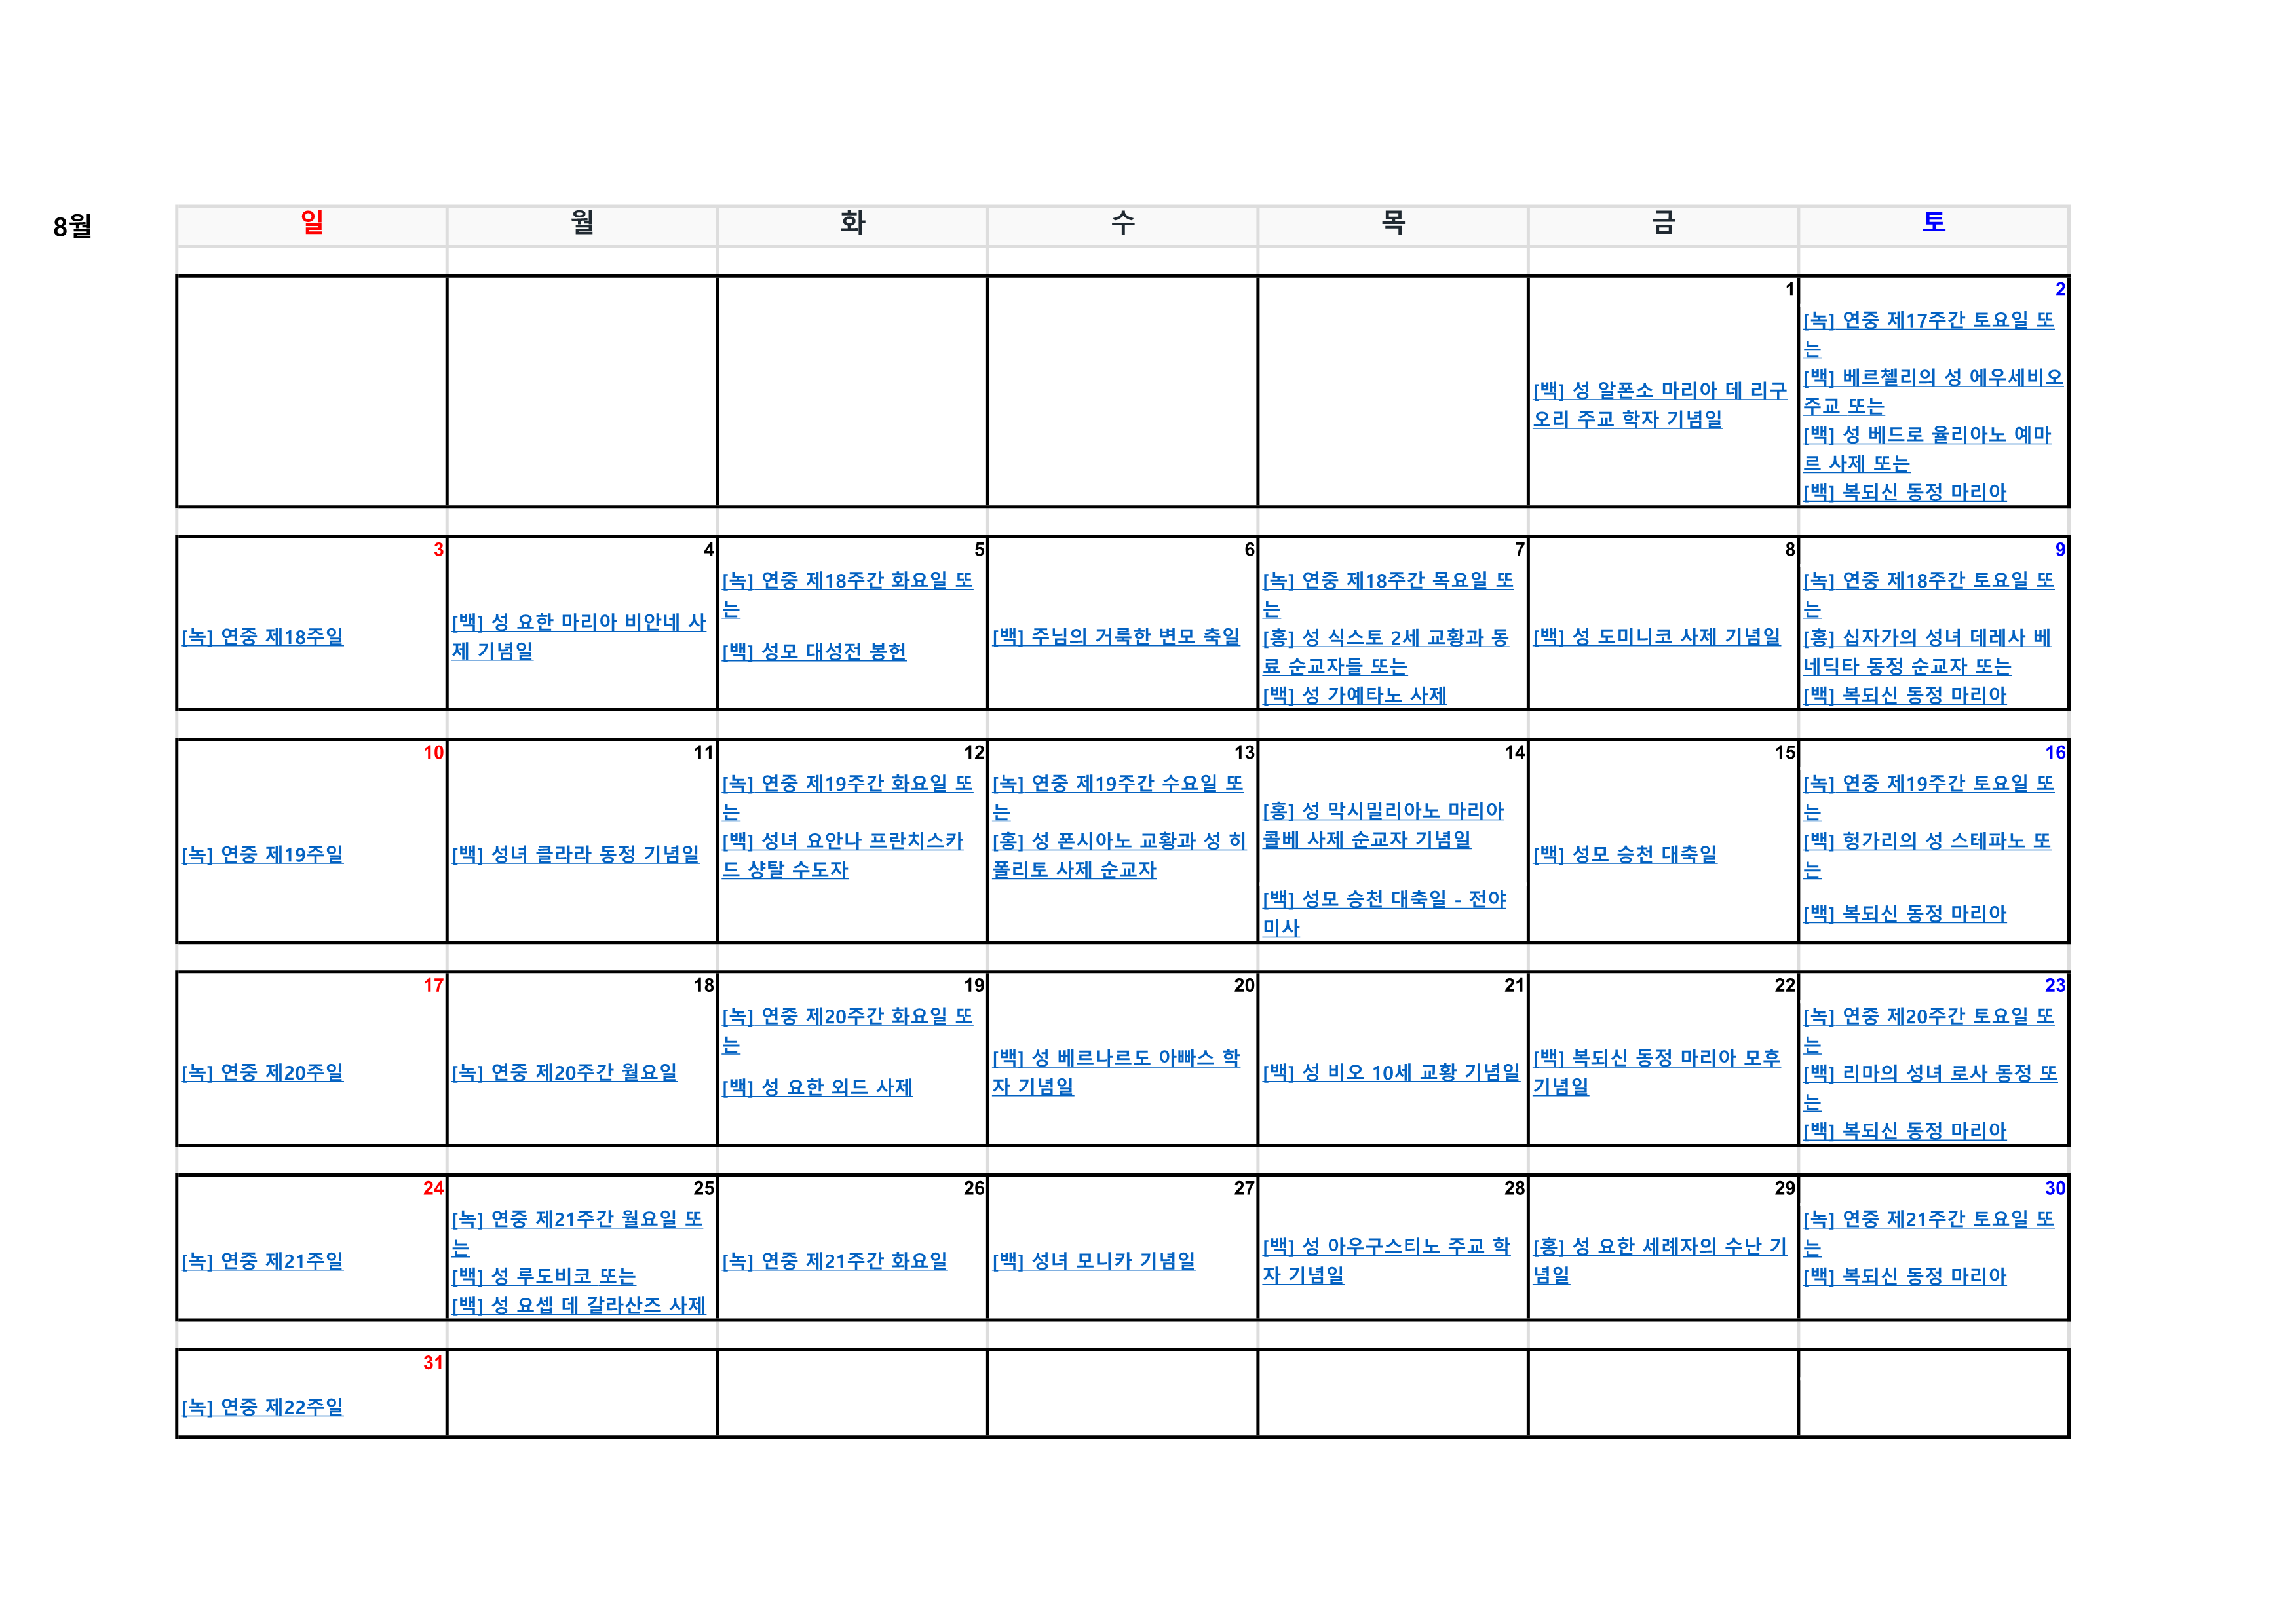 8월
일 월 화 수 목 금 토
1
[백] 성 알폰소 마리아 데 리구
오리 주교 학자 기념일
2
[녹] 연중 제17주간 토요일 또
는
[백] 베르첼리의 성 에우세비오
주교 또는
[백] 성 베드로 율리아노 예마
르 사제 또는
[백] 복되신 동정 마리아
3
[녹] 연중 제18주일
4
[백] 성 요한 마리아 비안네 사
제 기념일
5
[녹] 연중 제18주간 화요일 또
는
[백] 성모 대성전 봉헌
6
[백] 주님의 거룩한 변모 축일
7
[녹] 연중 제18주간 목요일 또
는
[홍] 성 식스토 2세 교황과 동
료 순교자들 또는
[백] 성 가예타노 사제
8
[백] 성 도미니코 사제 기념일
9
[녹] 연중 제18주간 토요일 또
는
[홍] 십자가의 성녀 데레사 베
네딕타 동정 순교자 또는
[백] 복되신 동정 마리아
10
[녹] 연중 제19주일
11
[백] 성녀 클라라 동정 기념일
12
[녹] 연중 제19주간 화요일 또
는
[백] 성녀 요안나 프란치스카
드 샹탈 수도자
13
[녹] 연중 제19주간 수요일 또
는
[홍] 성 폰시아노 교황과 성 히
폴리토 사제 순교자
14
[홍] 성 막시밀리아노 마리아
콜베 사제 순교자 기념일
[백] 성모 승천 대축일 - 전야
미사
15
[백] 성모 승천 대축일
16
[녹] 연중 제19주간 토요일 또
는
[백] 헝가리의 성 스테파노 또
는
[백] 복되신 동정 마리아
17
[녹] 연중 제20주일
18
[녹] 연중 제20주간 월요일
19
[녹] 연중 제20주간 화요일 또
는
[백] 성 요한 외드 사제
20
[백] 성 베르나르도 아빠스 학
자 기념일
21
[백] 성 비오 10세 교황 기념일
22
[백] 복되신 동정 마리아 모후
기념일
23
[녹] 연중 제20주간 토요일 또
는
[백] 리마의 성녀 로사 동정 또
는
[백] 복되신 동정 마리아
24
[녹] 연중 제21주일
25
[녹] 연중 제21주간 월요일 또
는
[백] 성 루도비코 또는
[백] 성 요셉 데 갈라산즈 사제
26
[녹] 연중 제21주간 화요일
27
[백] 성녀 모니카 기념일
28
[백] 성 아우구스티노 주교 학
자 기념일
29
[홍] 성 요한 세례자의 수난 기
념일
30
[녹] 연중 제21주간 토요일 또
는
[백] 복되신 동정 마리아
31
[녹] 연중 제22주일